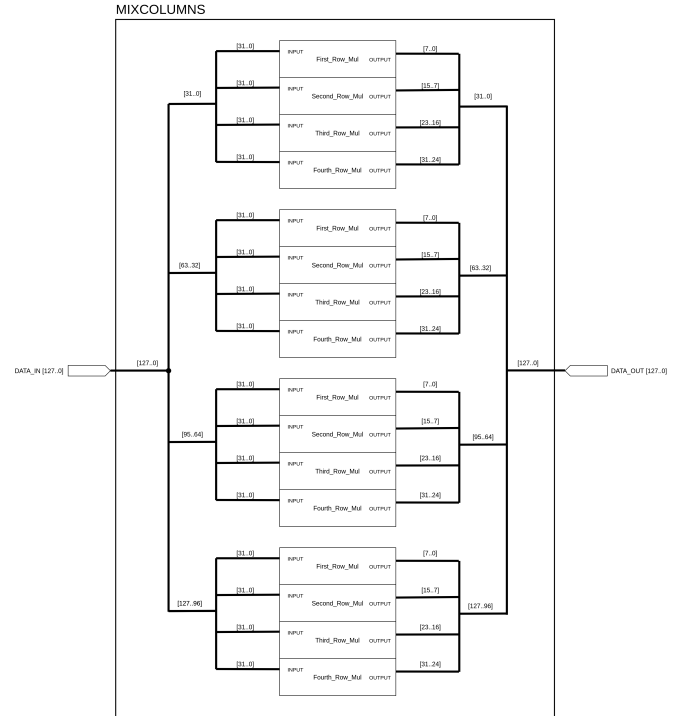 MIXCOLUMNS
[31..0] INPUT First_Row_Mul OUTPUT [7..0]
[31..0] INPUT Second_Row_Mul OUTPUT [15..7]
[31..0] [31..0]
[31..0] INPUT Third_Row_Mul OUTPUT [23..16]
[31..0] INPUT Fourth_Row_Mul OUTPUT [31..24]
[31..0] INPUT First_Row_Mul OUTPUT [7..0]
[31..0] INPUT Second_Row_Mul OUTPUT [15..7]
[63..32] [63..32]
[31..0] INPUT Third_Row_Mul OUTPUT [23..16]
[31..0] INPUT Fourth_Row_Mul OUTPUT [31..24]
DATA_IN [127..0] [127..0] [127..0] DATA_OUT [127..0]
[31..0] INPUT First_Row_Mul OUTPUT [7..0]
[31..0] INPUT Second_Row_Mul OUTPUT [15..7]
[95..64] [95..64]
[31..0] INPUT Third_Row_Mul OUTPUT [23..16]
[31..0] INPUT Fourth_Row_Mul OUTPUT [31..24]
[31..0] INPUT First_Row_Mul OUTPUT [7..0]
[31..0] INPUT Second_Row_Mul OUTPUT [15..7]
[127..96] [127..96]
[31..0] INPUT Third_Row_Mul OUTPUT [23..16]
[31..0] INPUT Fourth_Row_Mul OUTPUT [31..24]